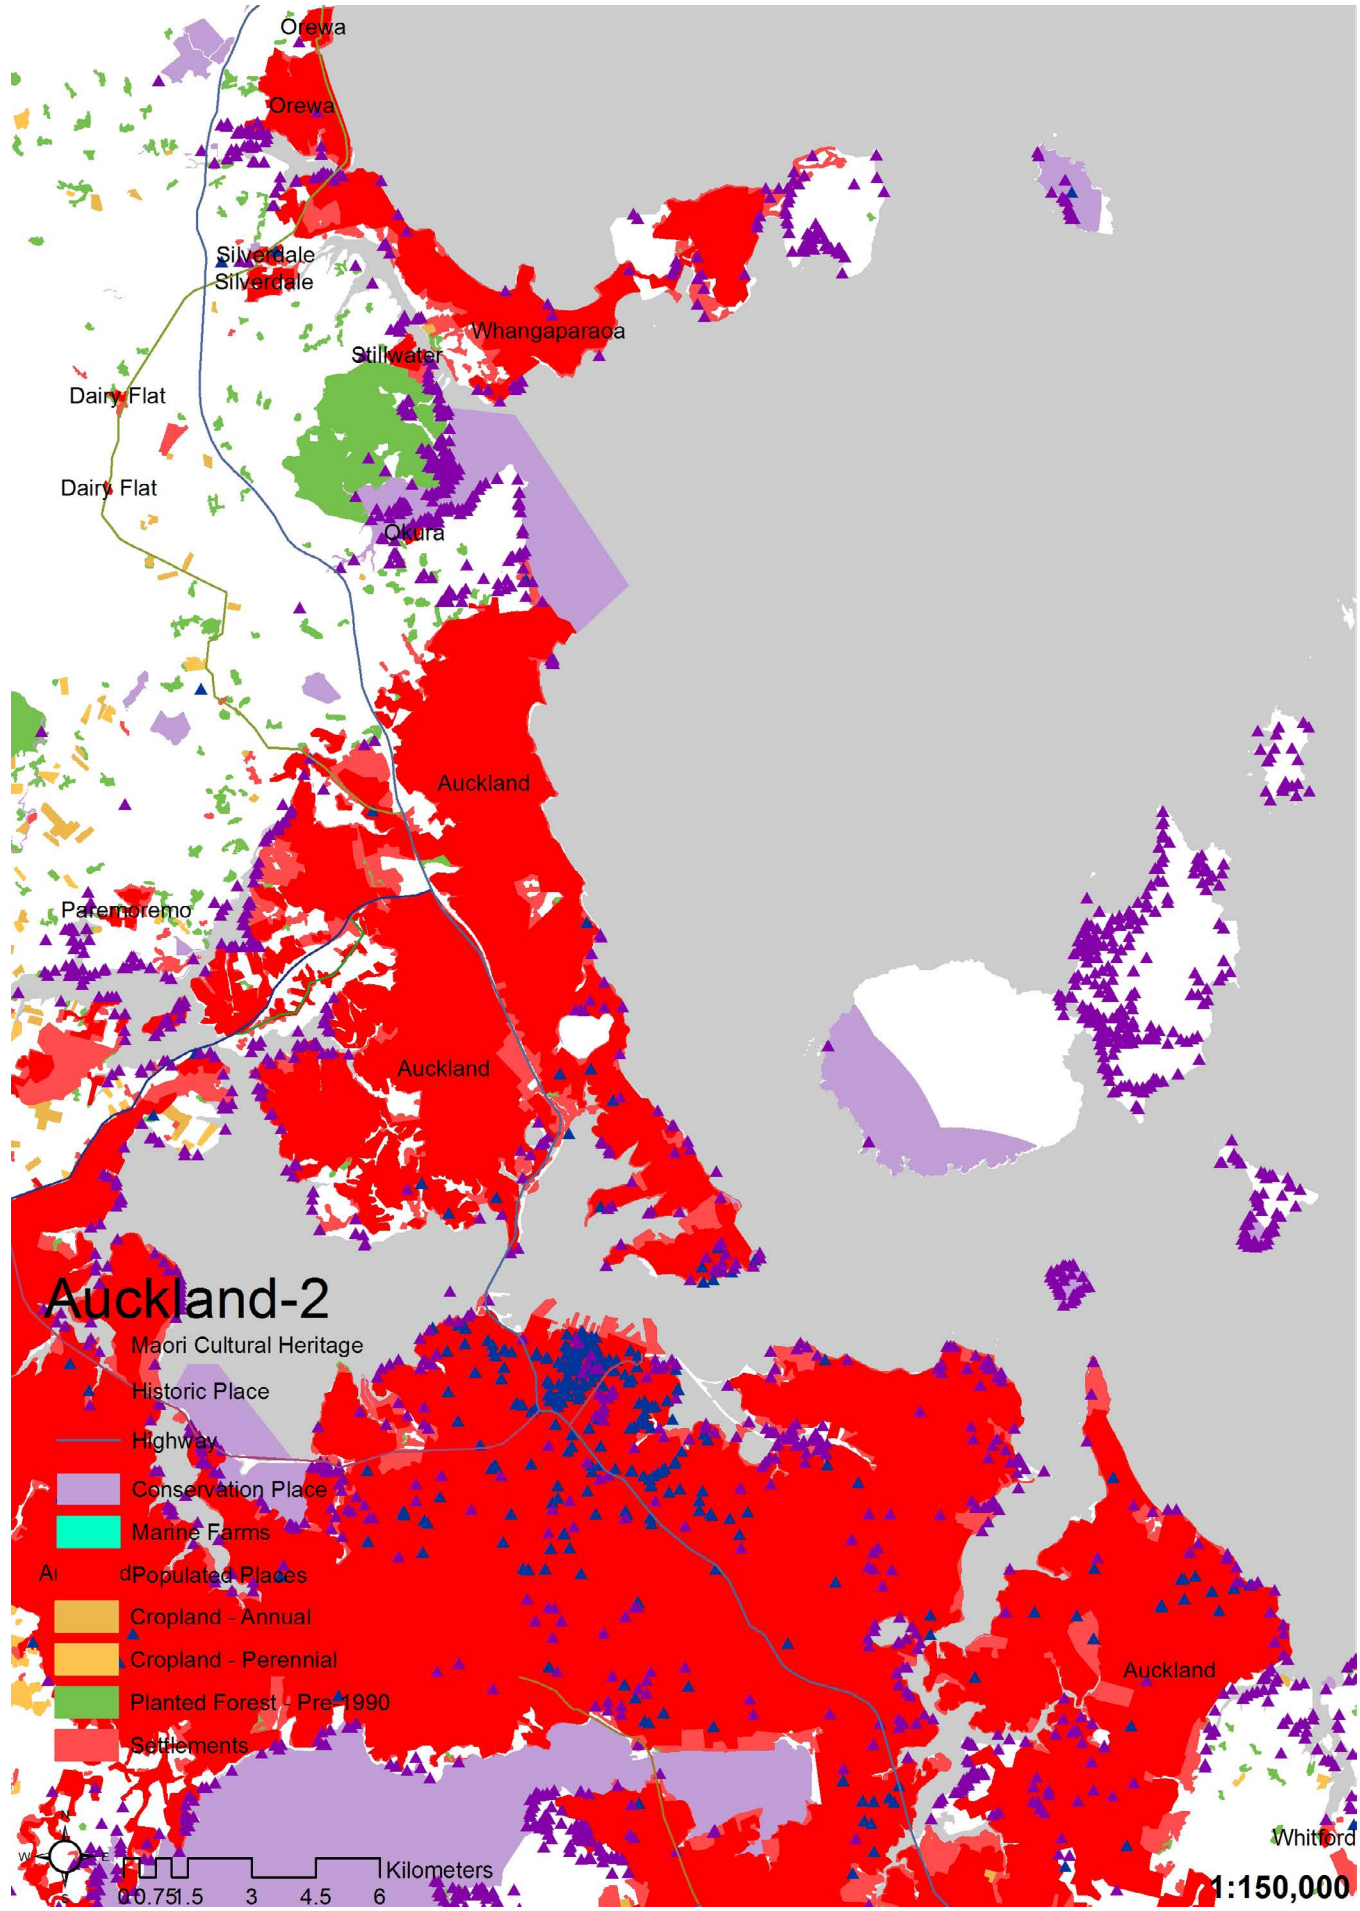 Orewa
Orewa
Silverdale
Silverdale
Whangaparaoa
Stillwater
Dairy Flat
Dairy Flat
Okura
Auckland
Paremoremo
Auckland
Auckland-2
Maori Cultural Heritage
Historic Place
Highway
Conservation Place
Marine Farms
Populated Places
Cropland - Annual
Cropland - Perennial
Auckland
Planted Forest - Pre-1990
Settlements
Whitford
N
W E
S
Kilometers
0 0.75 1.5 3 4.5 6
1:150,000